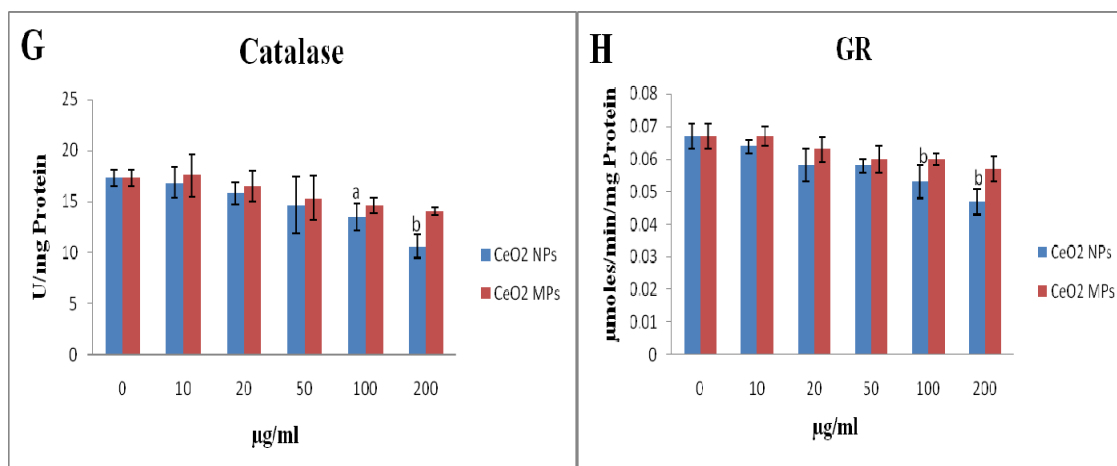 G
Catalase
U/mg Protein
25
20
15
10
5
0
a
b
0 10 20 50 100 200
µg/ml
CeO2 NPs
CeO2 MPs
H
GR
µmoles/min/mg Protein
0.08
0.07
0.06
0.05
0.04
0.03
0.02
0.01
0
b
b
0 10 20 50 100 200
µg/ml
CeO2 NPs
CeO2 MPs